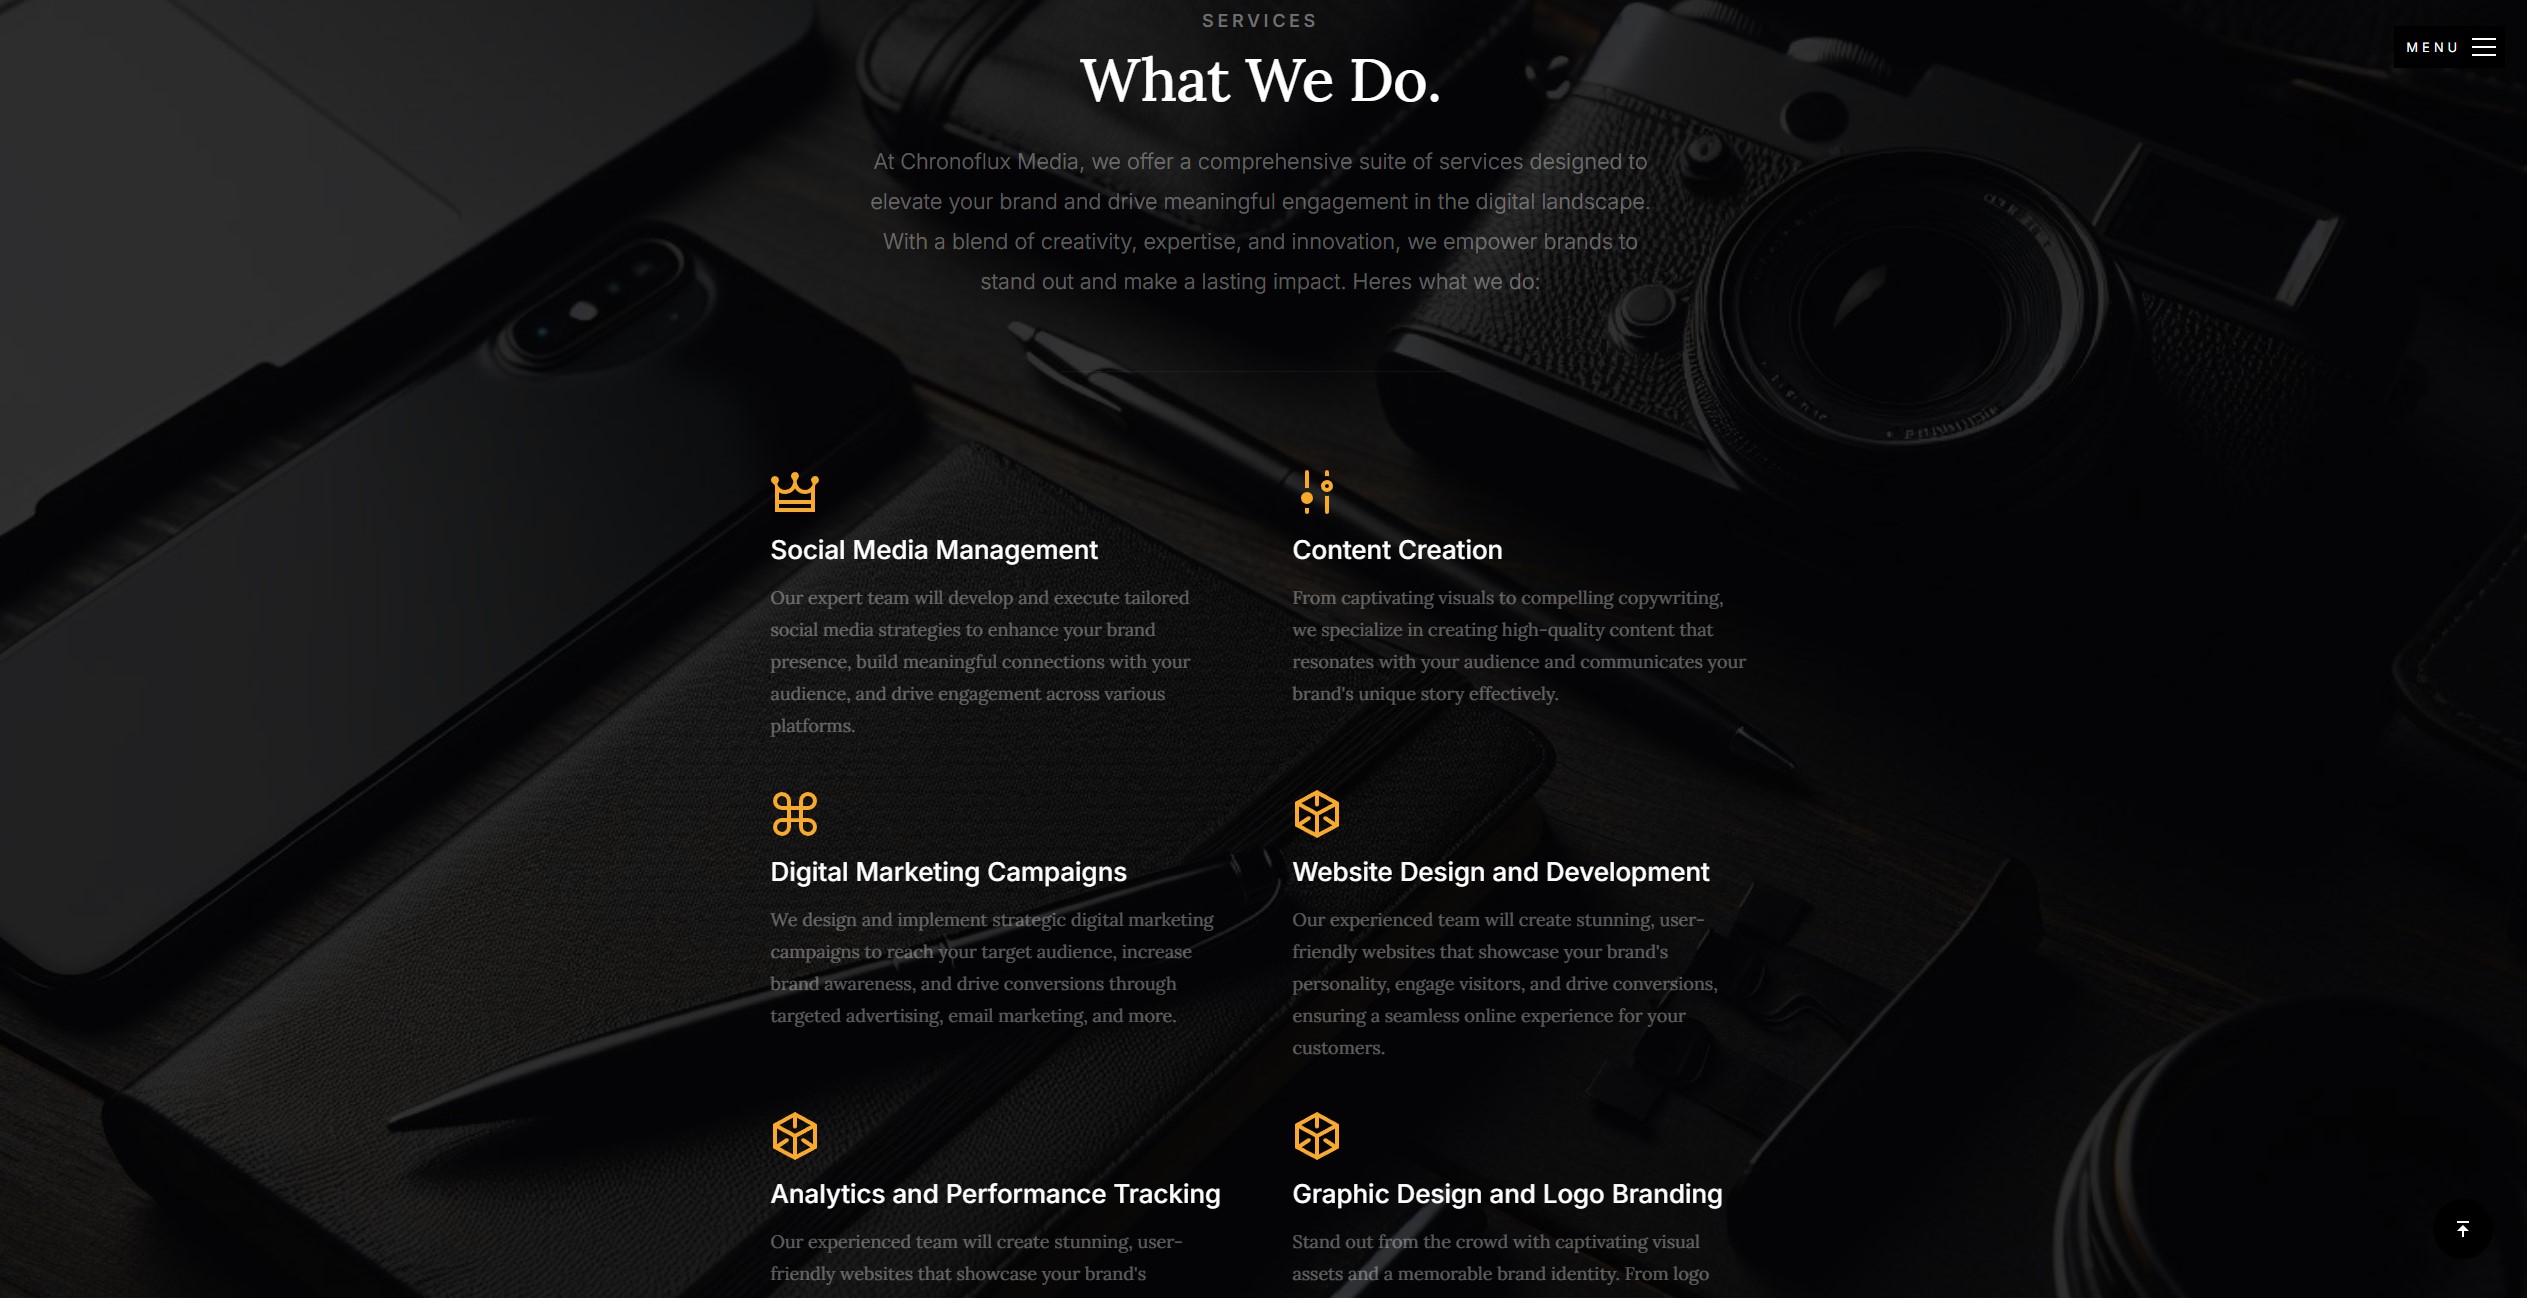 SERVICES
MENU
What We Do.
At Chronoflux Media, we offer a comprehensive suite of services designed to
elevate your brand and drive meaningful engagement in the digital landscape.
With a blend of creativity, expertise, and innovation, we empower brands to
stand out and make a lasting impact. Heres what we do:
Social Media Management
Our expert team will develop and execute tailored
social media strategies to enhance your brand
presence, build meaningful connections with your
audience, and drive engagement across various
platforms.
Content Creation
From captivating visuals to compelling copywriting,
we specialize in creating high-quality content that
resonates with your audience and communicates your
brand's unique story effectively.
Digital Marketing Campaigns
We design and implement strategic digital marketing
campaigns to reach your target audience, increase
brand awareness, and drive conversions through
targeted advertising, email marketing, and more.
Website Design and Development
Our experienced team will create stunning, user-
friendly websites that showcase your brand's
personality, engage visitors, and drive conversions,
ensuring a seamless online experience for your
customers.
Analytics and Performance Tracking
Our experienced team will create stunning, user-
friendly websites that showcase your brand's
Graphic Design and Logo Branding
Stand out from the crowd with captivating visual
assets and a memorable brand identity. From logo